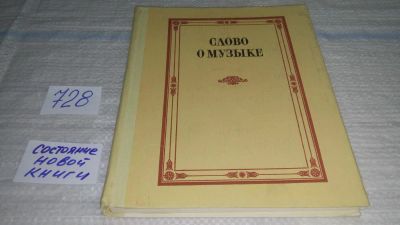 СЛОВО
О МУЗЫКЕ
728
СОСТОЯНИЕ
НОВОЙ
КНИГИ